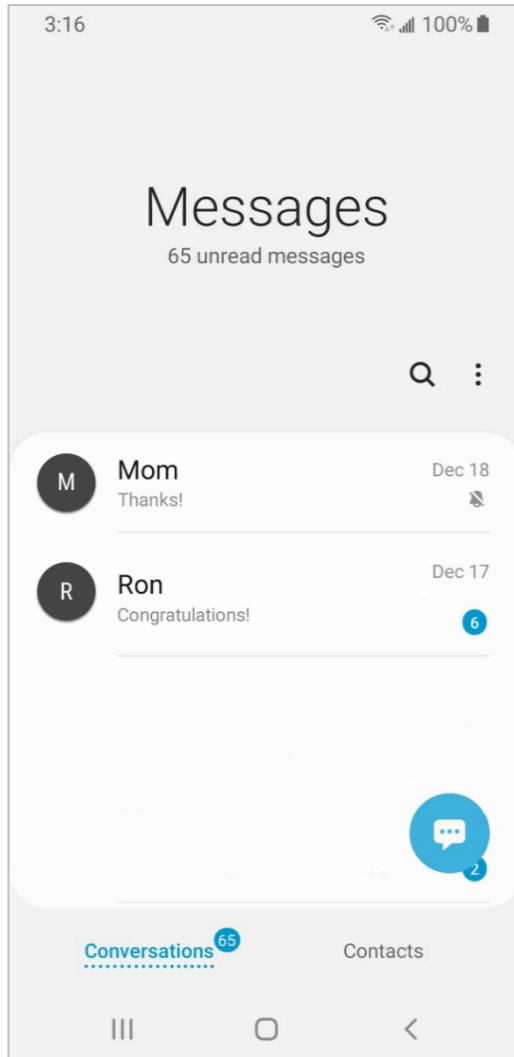 3:16 100%
Messages
65 unread messages
M Mom Dec 18
Thanks!
R Ron Dec 17
Congratulations! 6
2
Conversations 65 Contacts